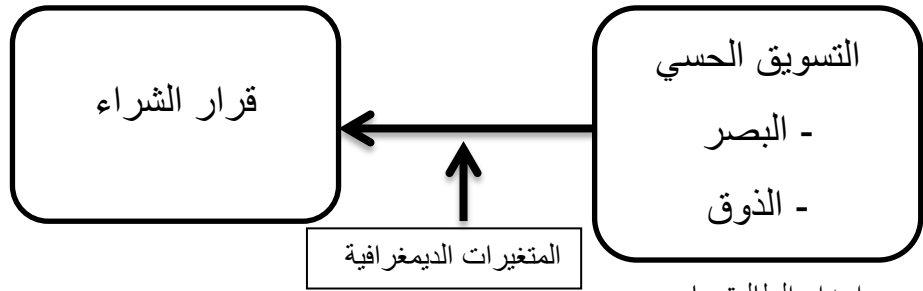 التسويق الحسي
- البصر
- الذوق
قرار الشراء
المتغيرات الديمغرافية